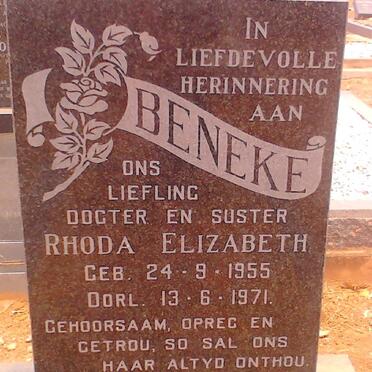 IN
LIEFDEVOLLE
HERINNERING
AAN
BENEKE
ONS
LIEFLING
DOGTER EN SUSTER
RHODA ELIZABETH
GEB. 24-9-1955
OORL. 13-6-1971.
GEHOORSAAM, OPREG EN
GETROU, SO SAL ONS
HAAR ALTYD ONTHOU.